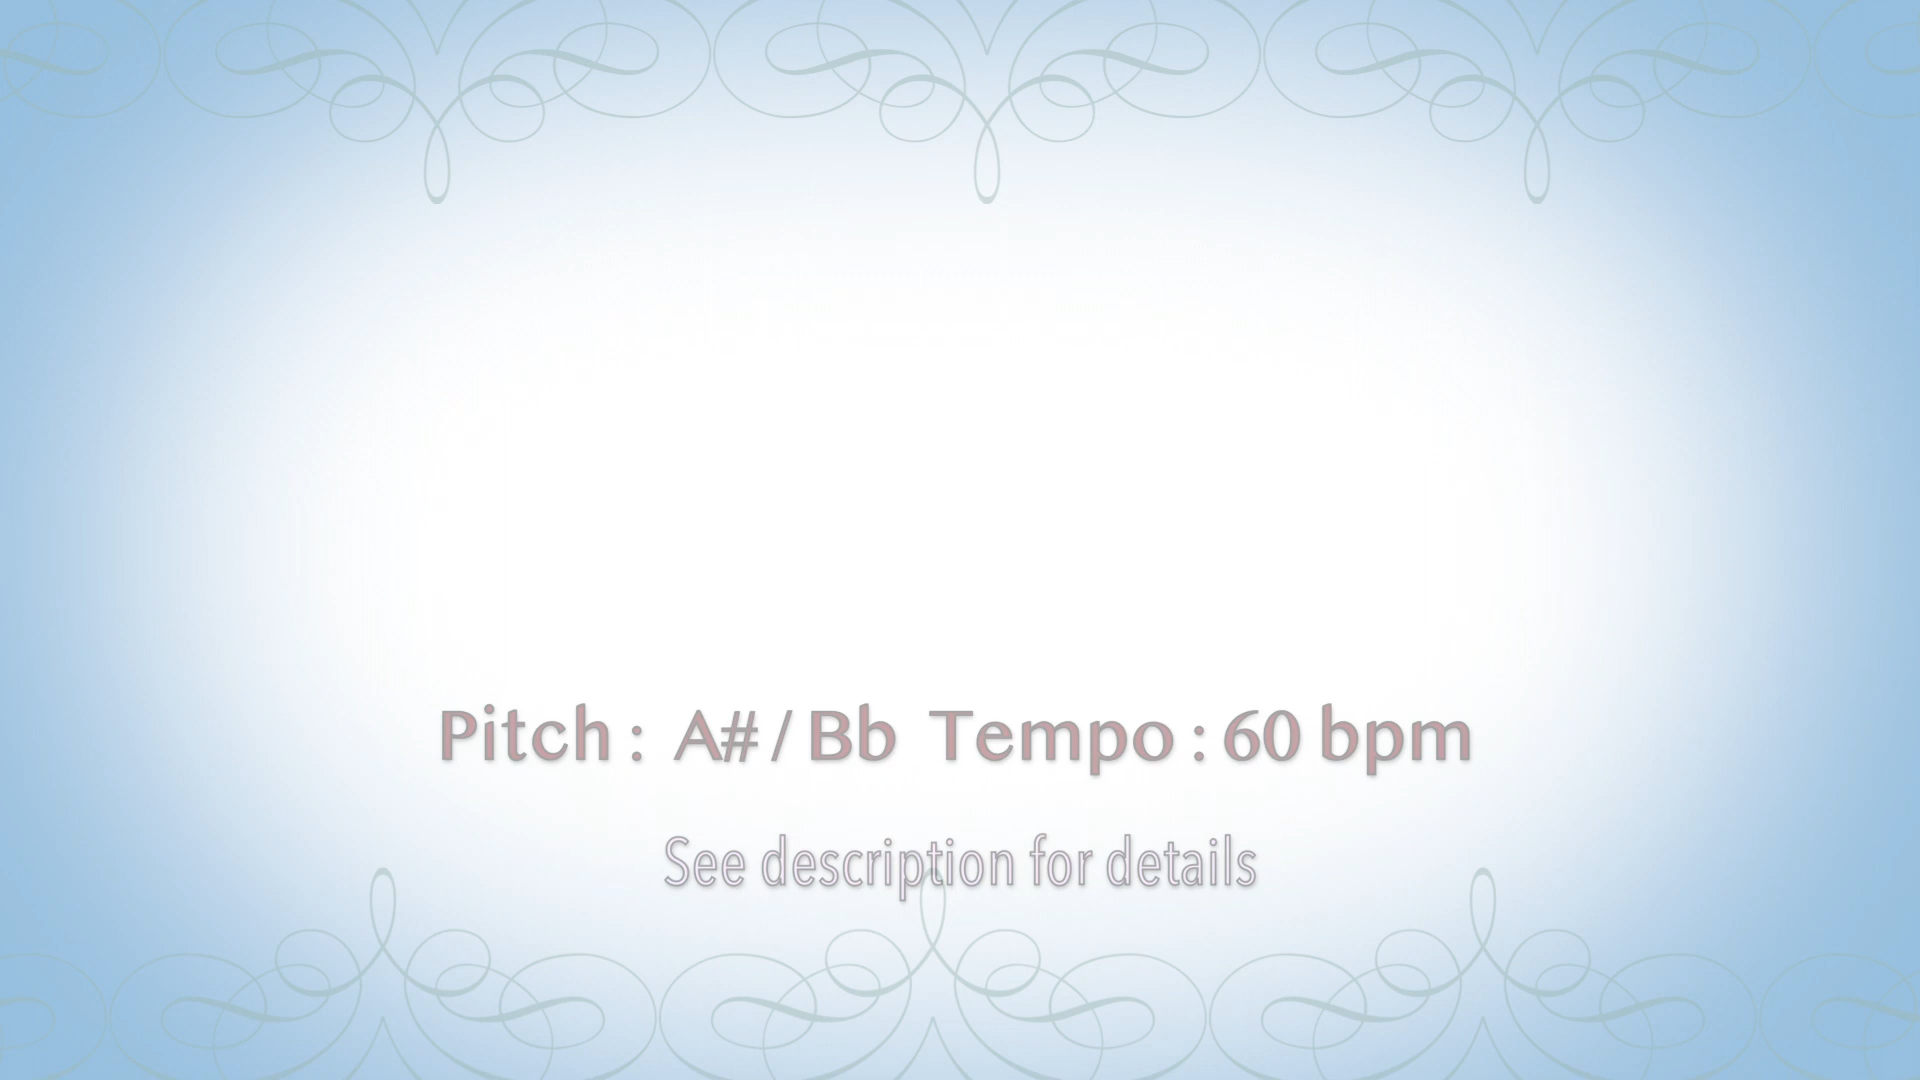 Pitch : A# / Bb Tempo : 60 bpm
See description for details